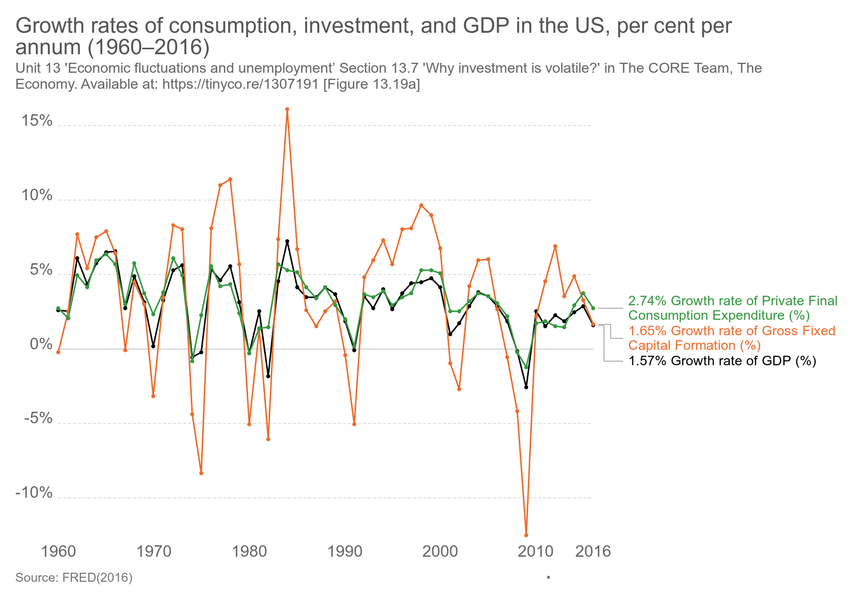 Growth rates of consumption, investment, and GDP in the US, per cent per
annum (1960–2016)
Unit 13 'Economic fluctuations and unemployment' Section 13.7 'Why investment is volatile?' in The CORE Team, The
Economy. Available at: https://tinyco.re/1307191 [Figure 13.19a]
15%
10%
5%
0%
-5%
-10%
2.74% Growth rate of Private Final
Consumption Expenditure (%)
1.65% Growth rate of Gross Fixed
Capital Formation (%)
1.57% Growth rate of GDP (%)
1960 1970 1980 1990 2000 2010 2016
Source: FRED(2016)